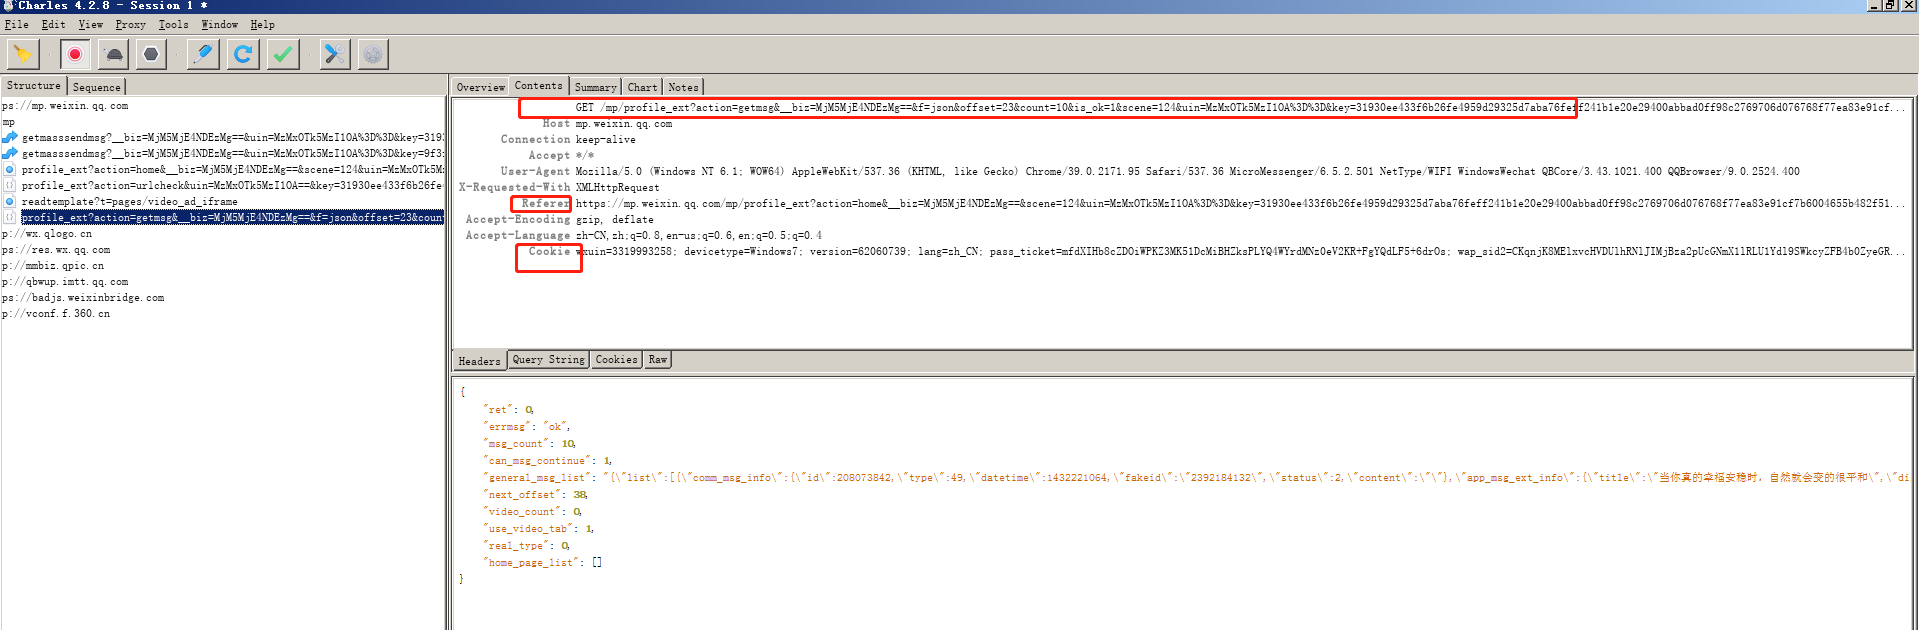 Charles 4.2.8 - Session 1 *
File Edit View Proxy Tools Window Help
Structure Sequence
ps://mp.weixin.qq.com
mp
getmasssendmsg?__biz=MjM5MjE4NDEzMg==&uin=MzMxOTk5MzI1OA%3D%3D&key=319
getmasssendmsg?__biz=MjM5MjE4NDEzMg==&uin=MzMxOTk5MzI1OA%3D%3D&key=9f3
profile_ext?action=home&__biz=MjM5MjE4NDEzMg==&scene=124&uin=MzMxOTk5Mz
profile_ext?action=urlcheck&uin=MzMxOTk5MzI1OA==&key=31930ee433f6b26fe4
readtemplate?t=pages/video_ad_iframe
profile_ext?action=getmsg&__biz=MjM5MjE4NDEzMg==&f=json&offset=23&coun
p://wx.qlogo.cn
ps://res.wx.qq.com
p://mmbiz.qpic.cn
p://qbwup.imtt.qq.com
ps://badjs.weixinbridge.com
p://vconf.f.360.cn
Overview Contents Summary Chart Notes
GET /mp/profile_ext?action=getmsg&__biz=MjM5MjE4NDEzMg==&f=json&offset=23&count=10&is_ok=1&scene=124&uin=MzMxOTk5MzI1OA%3D%3D&key=31930ee433f6b26fe4959d29325d7aba76feff241b1e20e29400abbad0ff98c2769706d076768f77ea83e91cf...
Host mp.weixin.qq.com
Connection keep-alive
Accept */*
User-Agent Mozilla/5.0 (Windows NT 6.1; WOW64) AppleWebKit/537.36 (KHTML, like Gecko) Chrome/39.0.2171.95 Safari/537.36 MicroMessenger/6.5.2.501 NetType/WIFI WindowsWechat QBCore/3.43.1021.400 QQBrowser/9.0.2524.400
X-Requested-With XMLHttpRequest
Referer https://mp.weixin.qq.com/mp/profile_ext?action=home&__biz=MjM5MjE4NDEzMg==&scene=124&uin=MzMxOTk5MzI1OA%3D%3D&key=31930ee433f6b26fe4959d29325d7aba76feff241b1e20e29400abbad0ff98c2769706d076768f77ea83e91cf7b6004655b482f51...
Accept-Encoding gzip, deflate
Accept-Language zh-CN,zh;q=0.8,en-us;q=0.6,en;q=0.5;q=0.4
Cookie wxuin=3319993258; devicetype=Windows7; version=62060739; lang=zh_CN; pass_ticket=mfdXIHb8cZDOiWPKZ3MK51DcMiBHZksPLYQ4WYrdMNz0eV2KR+FgYQdLF5+6drOs; wap_sid2=CKqnjK8MElxvcHVDUlhRNlJIMjBza2pUcGNmX1lRLU1Ydl9SWkcyZFB4b0ZyeGR...
Headers Query String Cookies Raw
{
"ret": 0,
"errmsg": "ok",
"msg_count": 10,
"can_msg_continue": 1,
"general_msg_list": "{\"list\":[{\"comm_msg_info\":{\"id\":208073842,\"type\":49,\"datetime\":1432221064,\"fakeid\":\"2392184132\",\"status\":2,\"content\":\"\"},\"app_msg_ext_info\":{\"title\":\"当你真的幸福安稳时，自然就会变的很平和\",\"di
"next_offset": 38,
"video_count": 0,
"use_video_tab": 1,
"real_type": 0,
"home_page_list": []
}